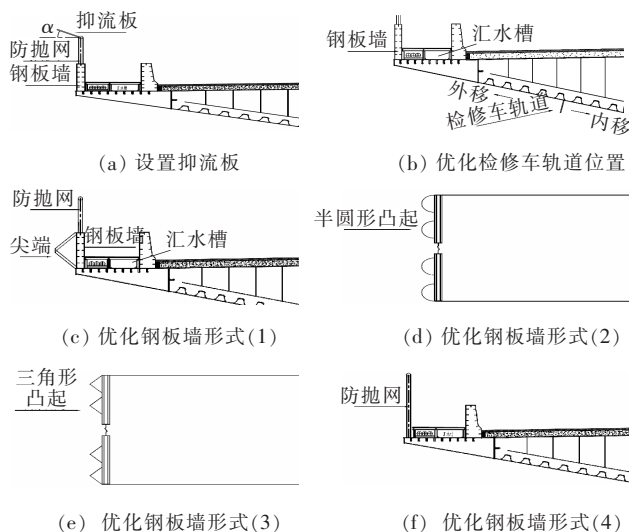 α
抑流板
防抛网
钢板墙
(a) 设置抑流板
钢板墙
汇水槽
外移
检修车轨道
内移
(b) 优化检修车轨道位置
防抛网
尖端
钢板墙
汇水槽
(c) 优化钢板墙形式(1)
半圆形凸起
(d) 优化钢板墙形式(2)
三角形
凸起
(e) 优化钢板墙形式(3)
防抛网
(f) 优化钢板墙形式(4)